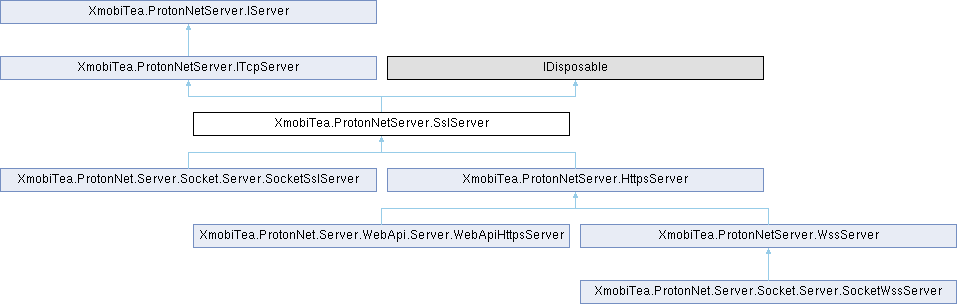 XmobiTea.ProtonNetServer.IServer
XmobiTea.ProtonNetServer.ITcpServer
IDisposable
XmobiTea.ProtonNetServer.SslServer
XmobiTea.ProtonNet.Server.Socket.Server.SocketSslServer
XmobiTea.ProtonNetServer.HttpsServer
XmobiTea.ProtonNet.Server.WebApi.Server.WebApiHttpsServer
XmobiTea.ProtonNetServer.WssServer
XmobiTea.ProtonNet.Server.Socket.Server.SocketWssServer